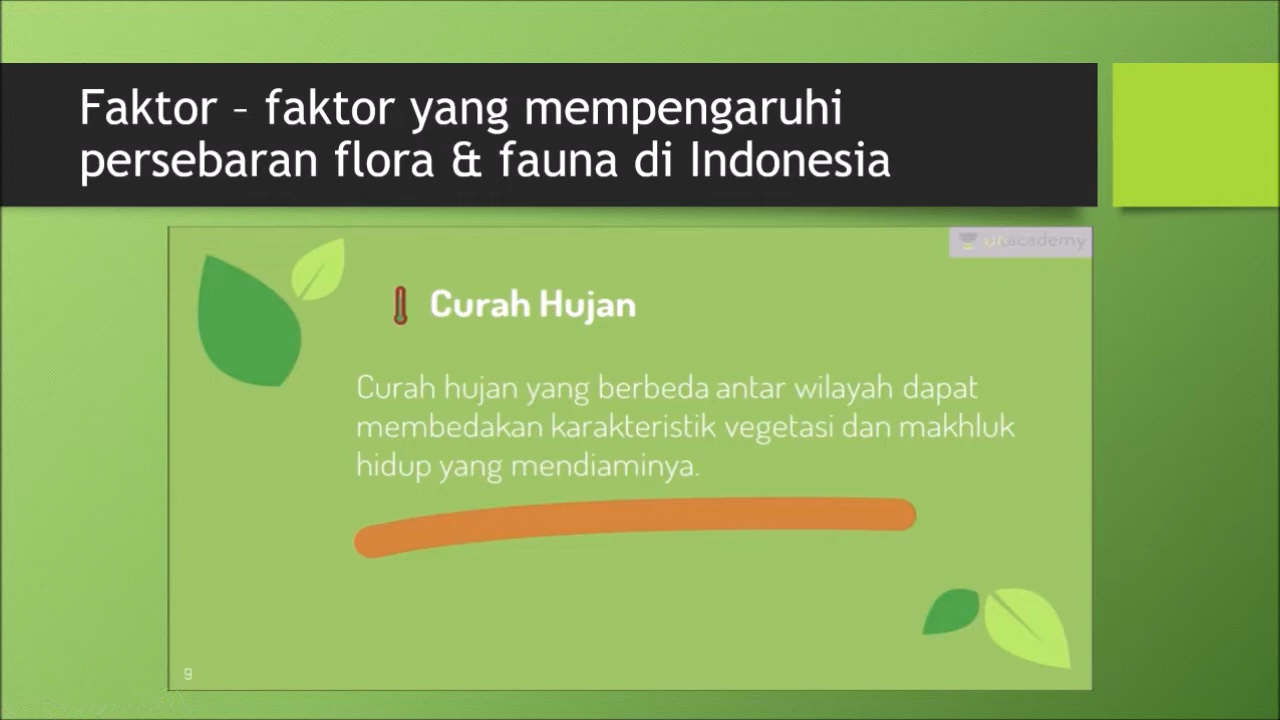 Faktor – faktor yang mempengaruhi
persebaran flora & fauna di Indonesia
unacademy
Curah Hujan
Curah hujan yang berbeda antar wilayah dapat
membedakan karakteristik vegetasi dan makhluk
hidup yang mendiaminya.
9